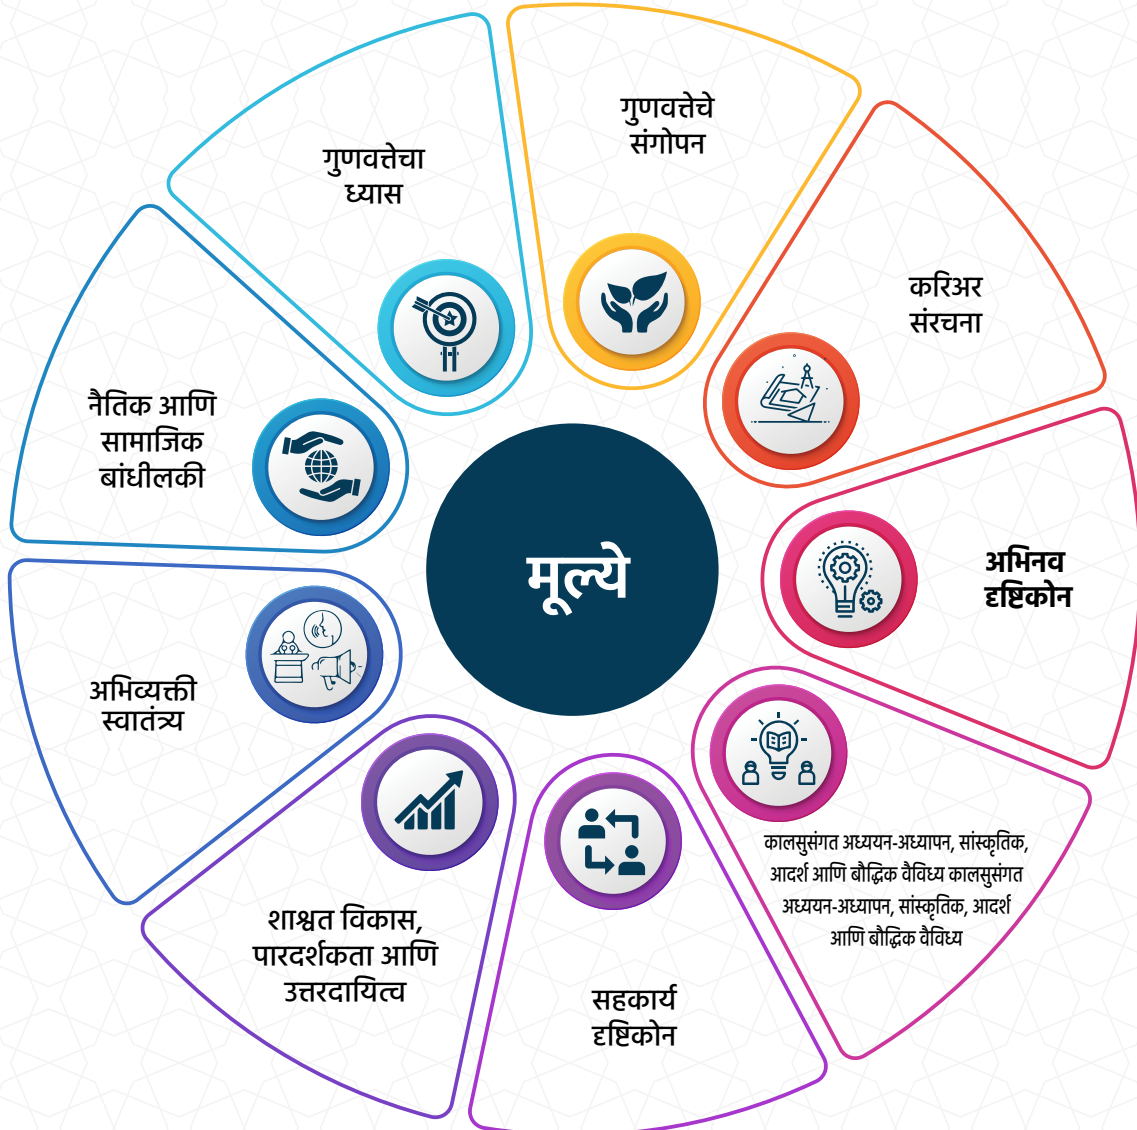 गुणवत्तेचे
संगोपन
गुणवत्तेचा
ध्यास
करिअर
संरचना
नैतिक आणि
सामाजिक
बांधीलकी
मूल्ये
अभिनव
दृष्टिकोन
अभिव्यक्ती
स्वातंत्र्य
कालसुसंगत अध्ययन-अध्यापन, सांस्कृतिक,
आदर्श आणि बौद्धिक वैविध्य कालसुसंगत
अध्ययन-अध्यापन, सांस्कृतिक, आदर्श
आणि बौद्धिक वैविध्य
शाश्वत विकास,
पारदर्शकता आणि
उत्तरदायित्व
सहकार्य
दृष्टिकोन